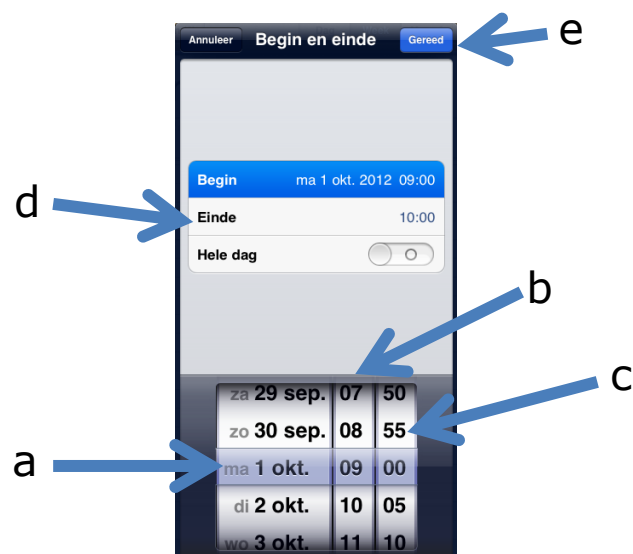 Annuleer Begin en einde Gereed
e
Begin ma 1 okt. 2012 09:00
d
Einde 10:00
Hele dag
b
za 29 sep. 07 50
c
zo 30 sep. 08 55
a
ma 1 okt. 09 00
di 2 okt. 10 05
wo 3 okt. 11 10